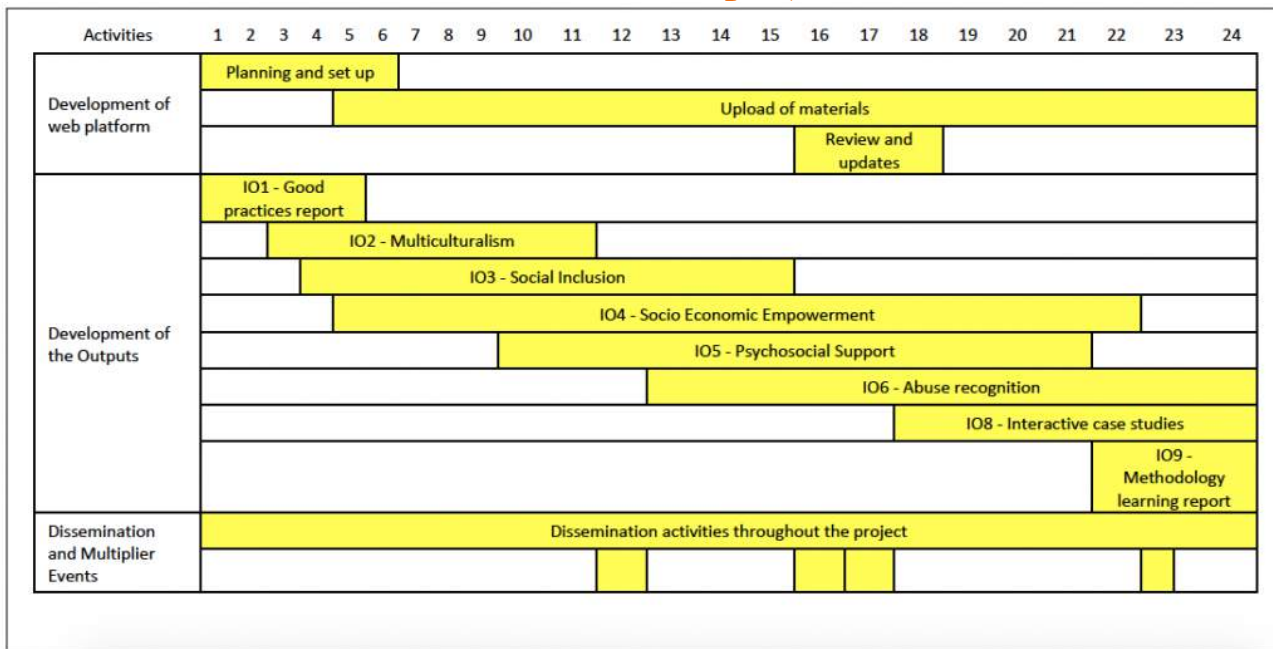 Activities 1 2 3 4 5 6 7 8 9 10 11 12 13 14 15 16 17 18 19 20 21 22 23 24
Development of
web platform
Planning and set up
Upload of materials
Review and
updates
Development of
the Outputs
IO1 - Good
practices report
IO2 - Multiculturalism
IO3 - Social Inclusion
IO4 - Socio Economic Empowerment
IO5 - Psychosocial Support
IO6 - Abuse recognition
IO8 - Interactive case studies
IO9 -
Methodology
learning report
Dissemination
and Multiplier
Events
Dissemination activities throughout the project